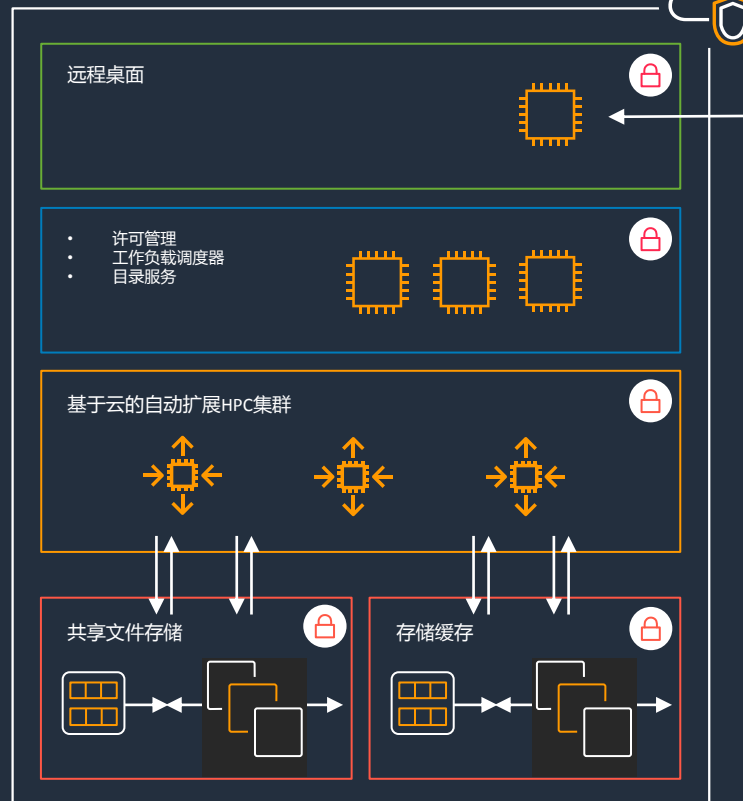 远程桌面
• 许可管理
• 工作负载调度器
• 目录服务
基于云的自动扩展HPC集群
共享文件存储
存储缓存